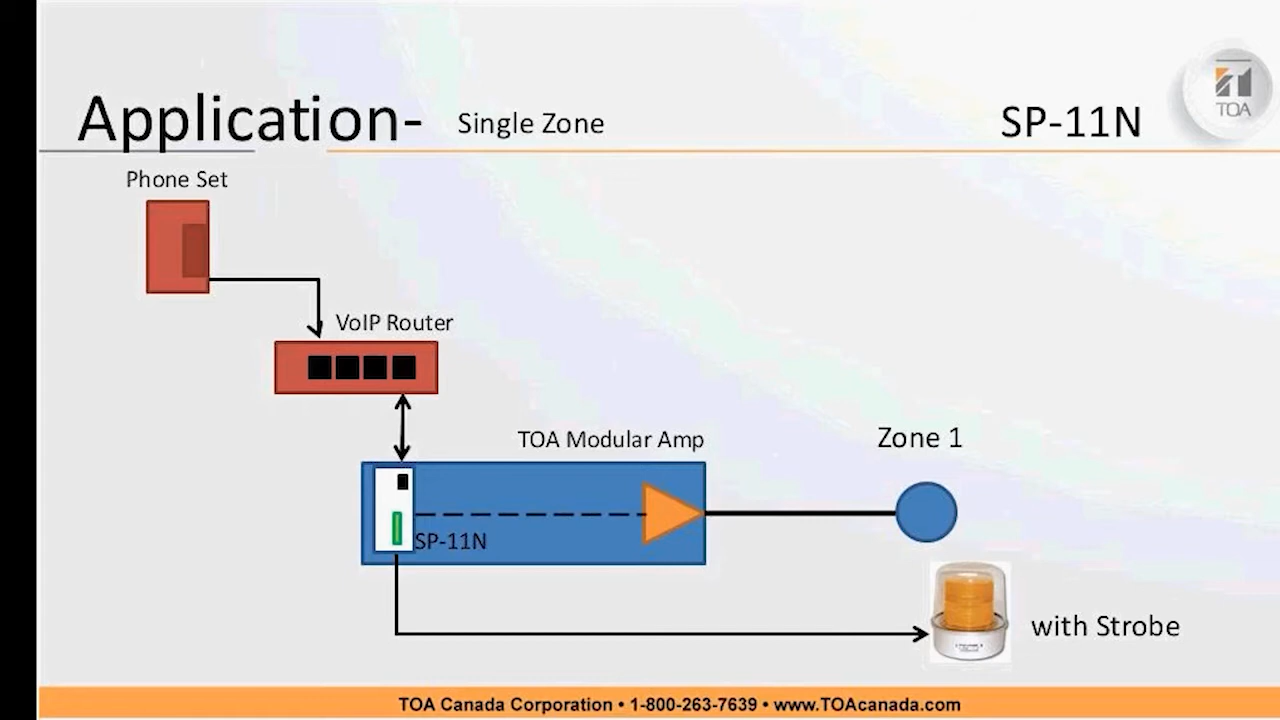 Application- Single Zone SP-11N
TOA
Phone Set
VoIP Router
TOA Modular Amp
Zone 1
SP-11N
with Strobe
TOA Canada Corporation • 1-800-263-7639 • www.TOAcanada.com